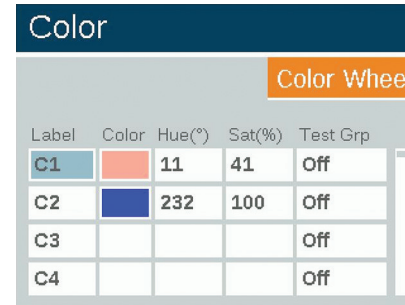 Color
Color Whee
Label Color Hue(°) Sat(%) Test Grp
C1 11 41 Off
C2 232 100 Off
C3 Off
C4 Off